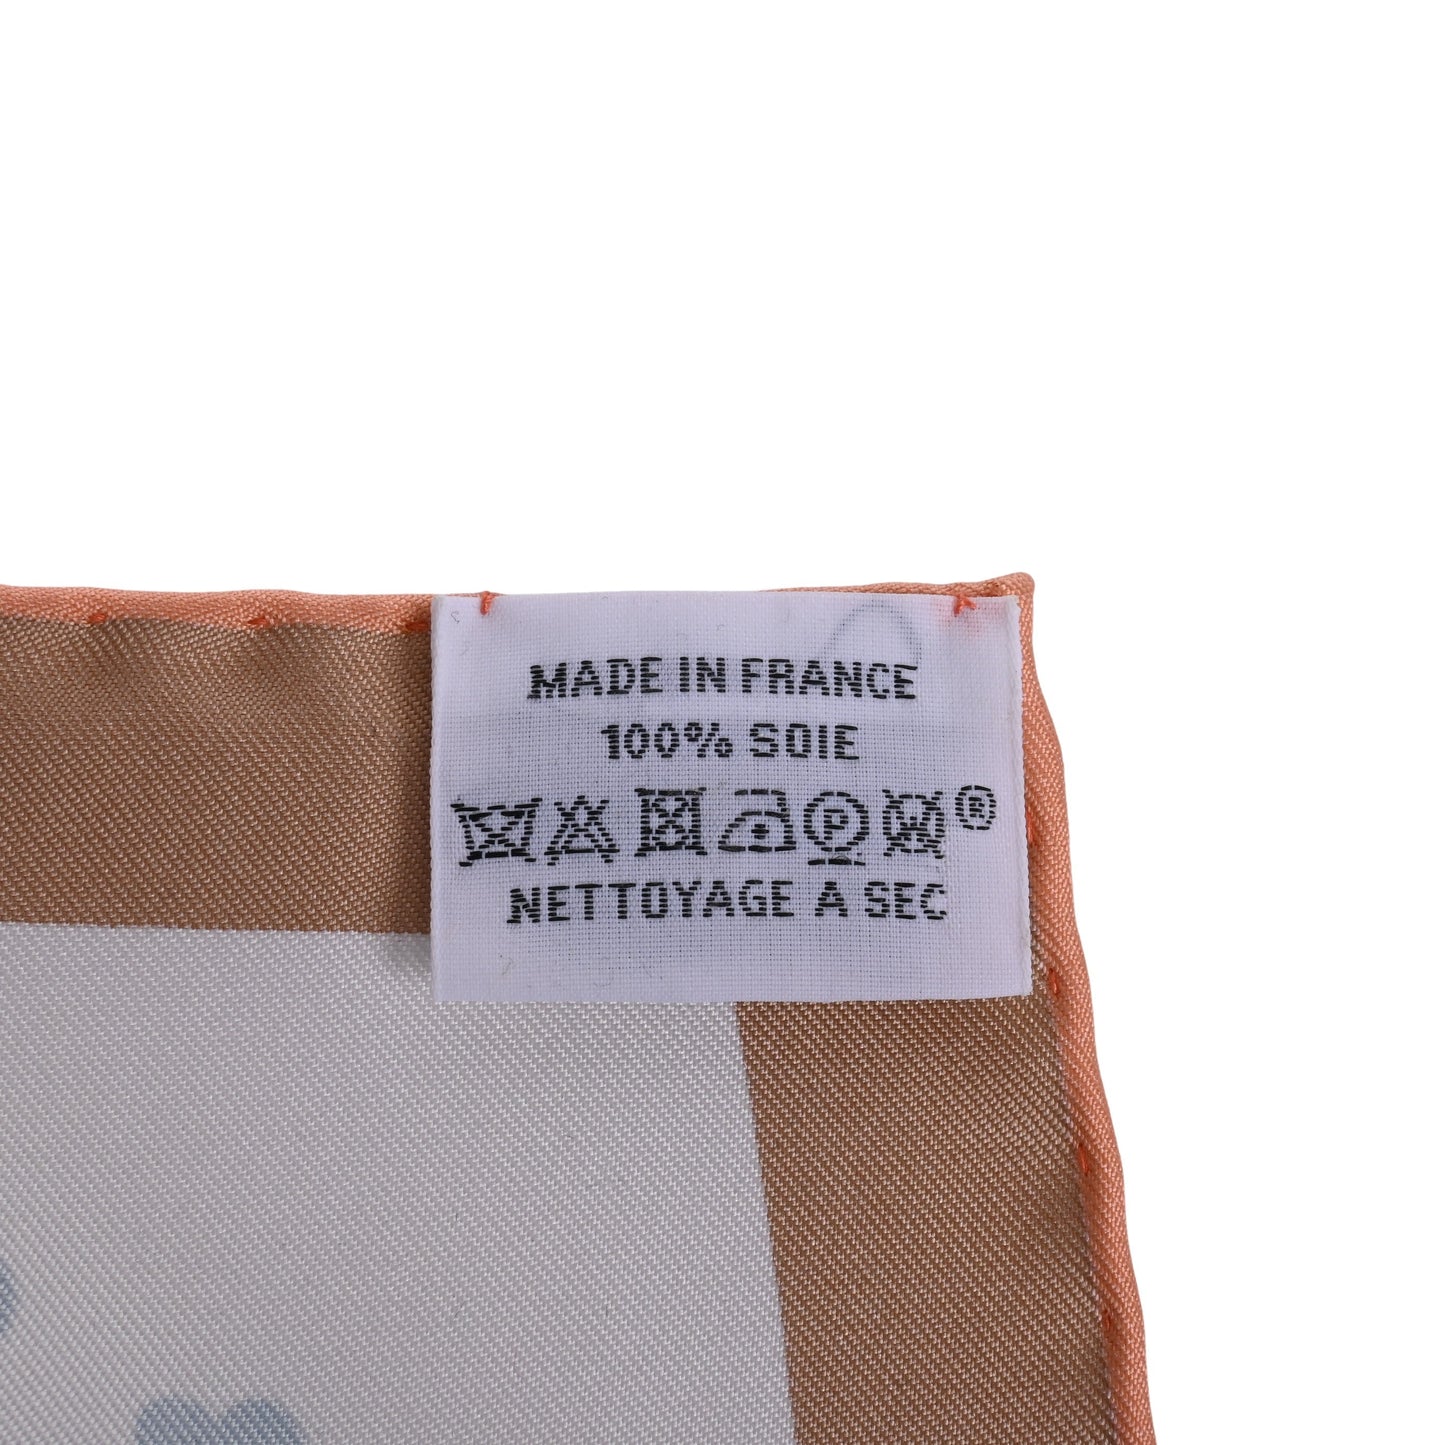 MADE IN FRANCE
100% SOIE
P ®
NETTOYAGE A SEC